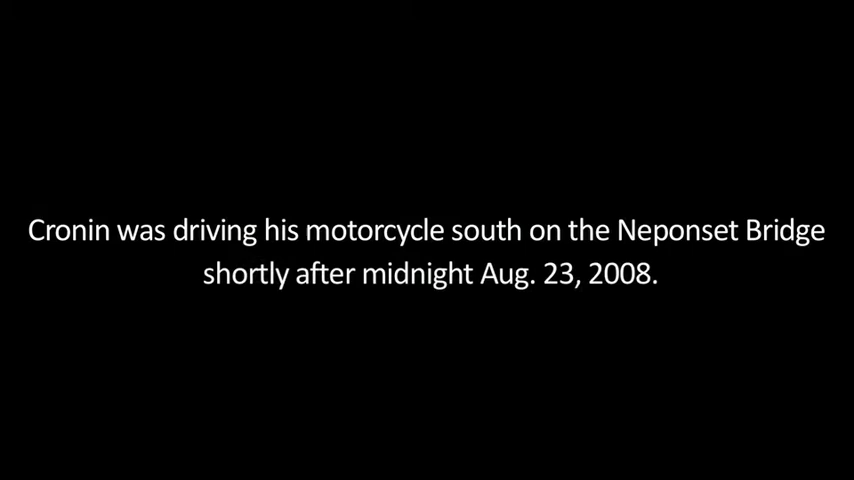 Cronin was driving his motorcycle south on the Neponset Bridge
shortly after midnight Aug. 23, 2008.